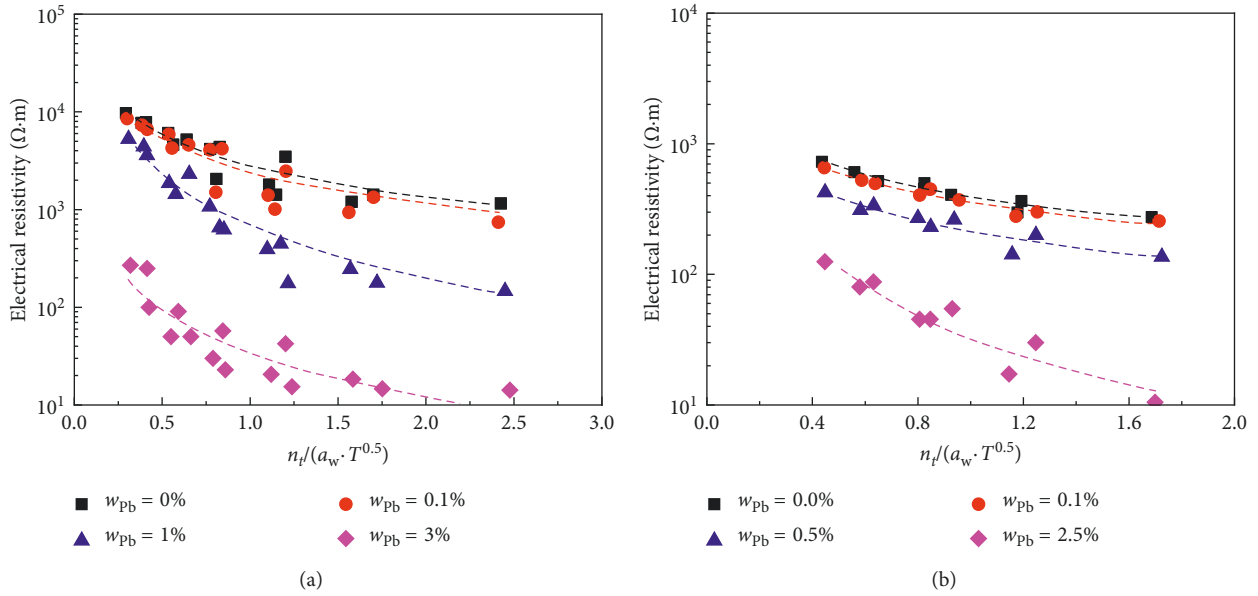 10^5
10^4
10^3
10^2
10^1
Electrical resistivity (Ω·m)
0.0 0.5 1.0 1.5 2.0 2.5 3.0
n_t/(a_w·T^0.5)
w_Pb = 0% w_Pb = 0.1%
w_Pb = 1% w_Pb = 3%
(a)
10^4
10^3
10^2
10^1
Electrical resistivity (Ω·m)
0.0 0.4 0.8 1.2 1.6 2.0
n_t/(a_w·T^0.5)
w_Pb = 0.0% w_Pb = 0.1%
w_Pb = 0.5% w_Pb = 2.5%
(b)